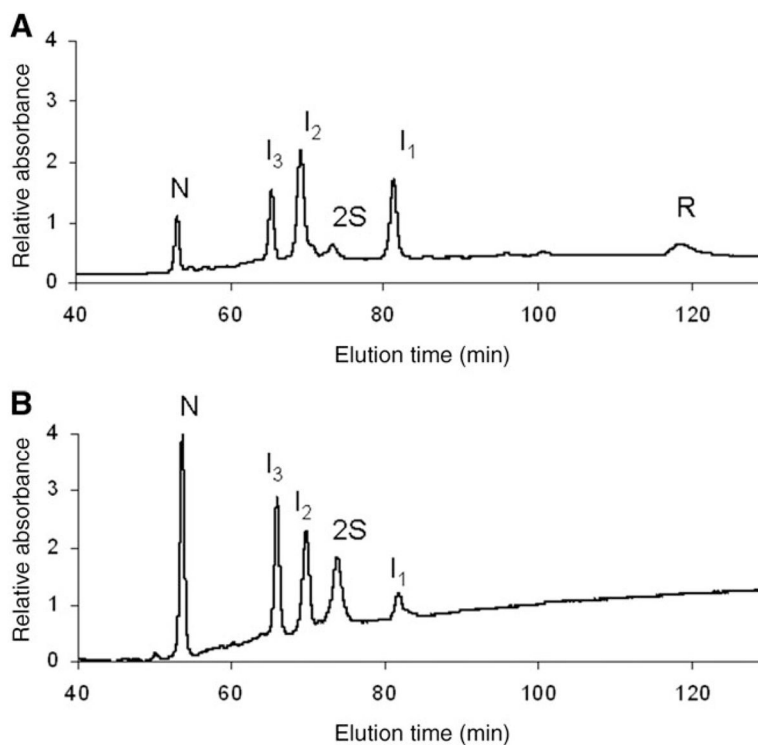 A
Relative absorbance
4
3
2
1
0
N
I3
I2
2S
I1
R
40 60 80 100 120
Elution time (min)
B
Relative absorbance
4
3
2
1
0
N
I3
I2
2S
I1
40 60 80 100 120
Elution time (min)